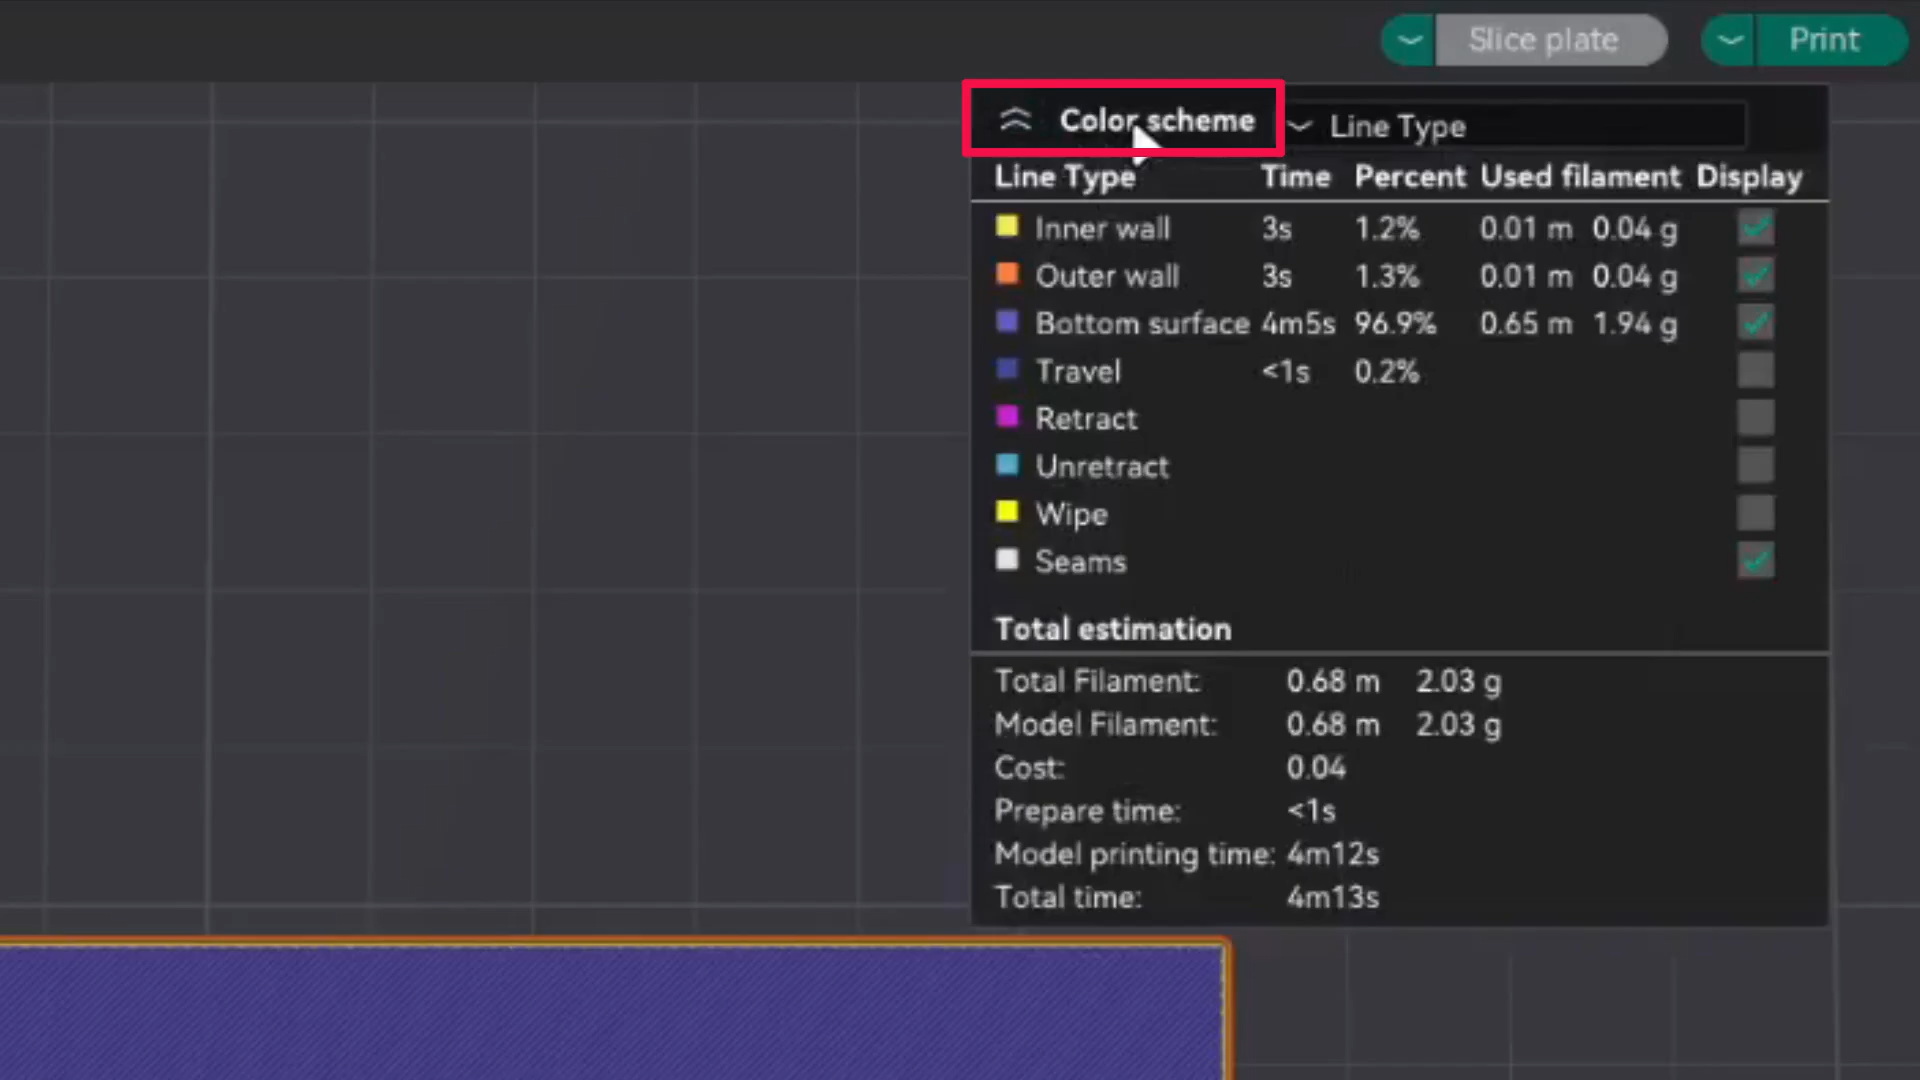 Slice plate Print
Color scheme Line Type
Line Type Time Percent Used filament Display
Inner wall 3s 1.2% 0.01 m 0.04 g
Outer wall 3s 1.3% 0.01 m 0.04 g
Bottom surface 4m5s 96.9% 0.65 m 1.94 g
Travel <1s 0.2%
Retract
Unretract
Wipe
Seams
Total estimation
Total Filament: 0.68 m 2.03 g
Model Filament: 0.68 m 2.03 g
Cost: 0.04
Prepare time: <1s
Model printing time: 4m12s
Total time: 4m13s